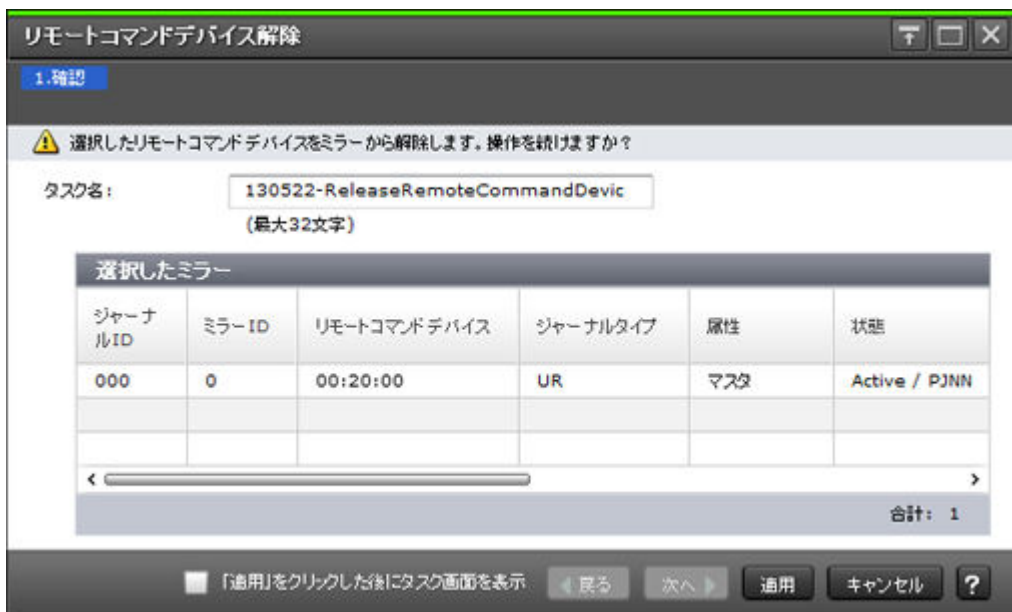 リモートコマンドデバイス解除
1.確認
選択したリモートコマンドデバイスをミラーから解除します。操作を続けますか?
タスク名: 130522-ReleaseRemoteCommandDevic
(最大32文字)
選択したミラー
ジャーナルID ミラーID リモートコマンドデバイス ジャーナルタイプ 属性 状態
000 0 00:20:00 UR マスタ Active / PJNN
合計: 1
「適用」をクリックした後にタスク画面を表示 戻る 次へ 適用 キャンセル ?